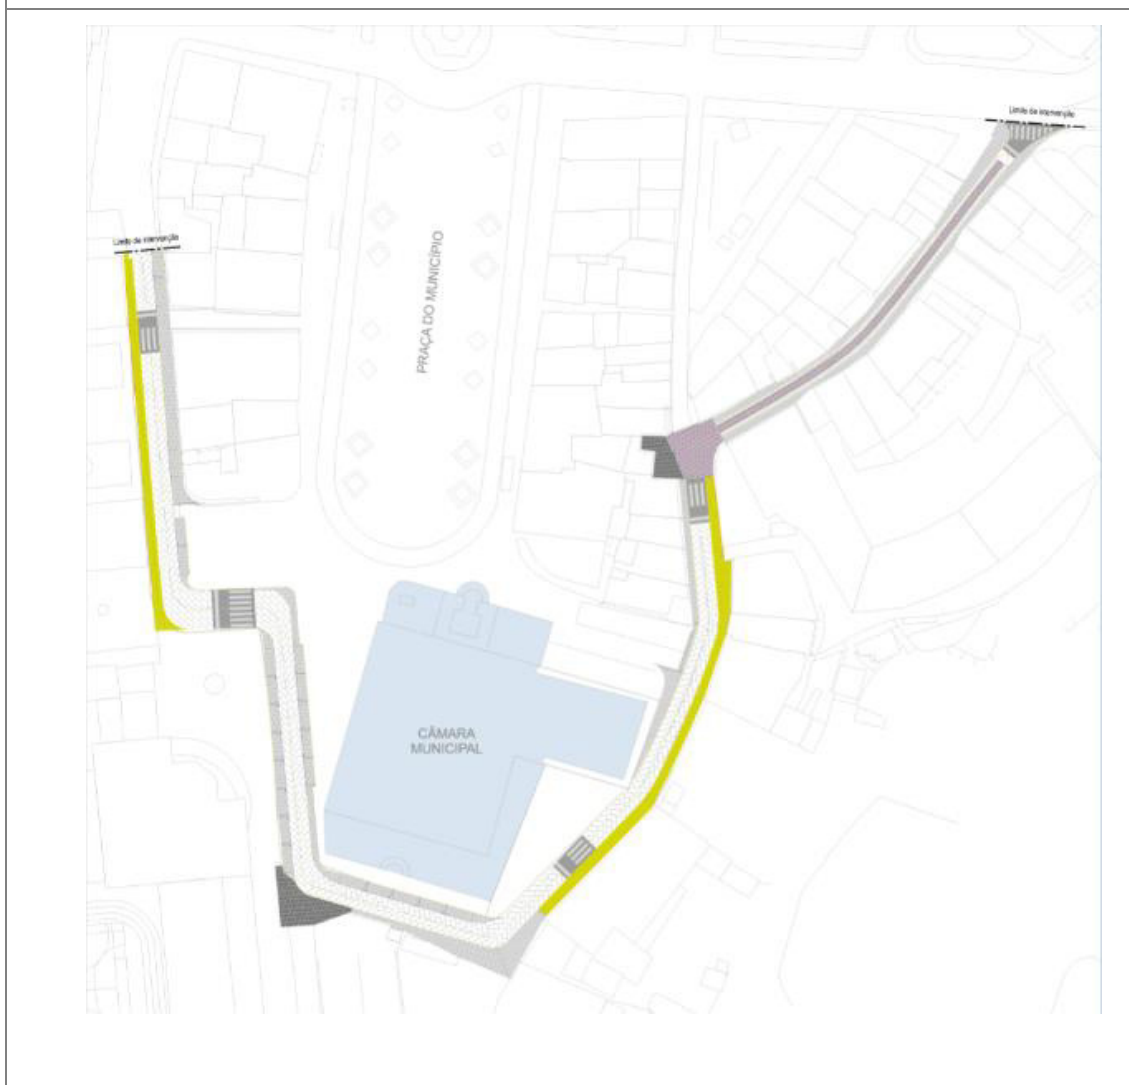 Limite de intervenção
Limite de intervenção
PRAÇA DO MUNICÍPIO
CÂMARA
MUNICIPAL